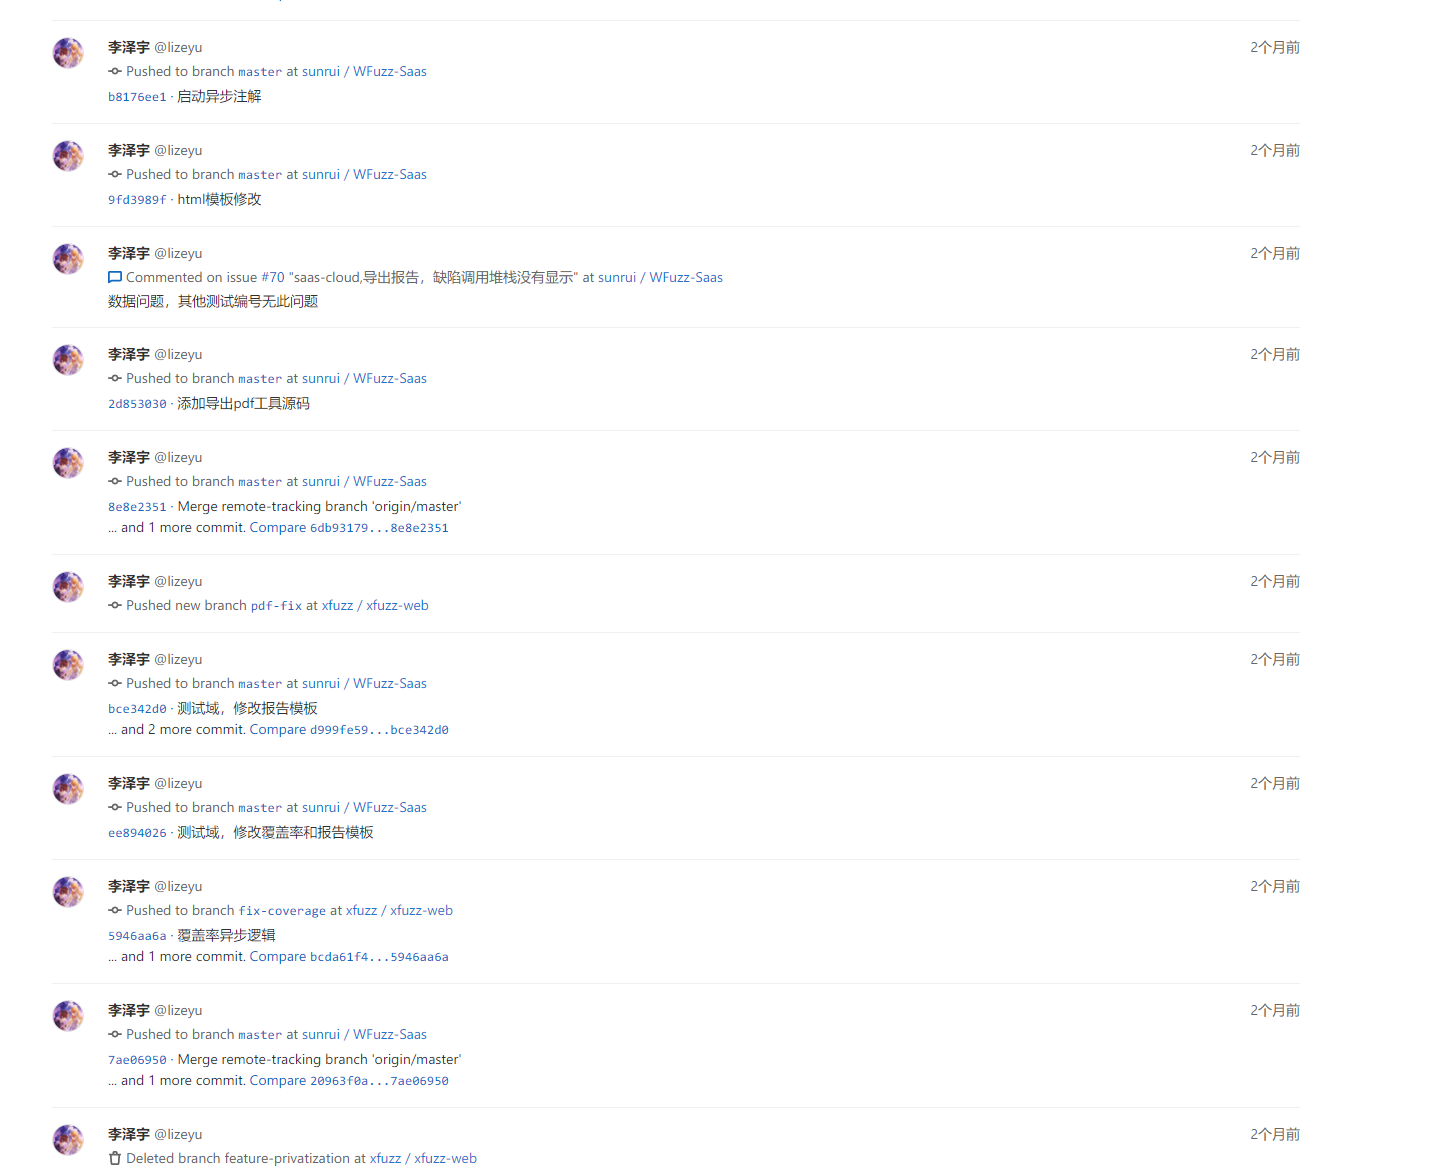 李泽宇 @lizeyu 2个月前
Pushed to branch master at sunrui / WFuzz-Saas
b8176ee1 · 启动异步注解
李泽宇 @lizeyu 2个月前
Pushed to branch master at sunrui / WFuzz-Saas
9fd3989f · html模板修改
李泽宇 @lizeyu 2个月前
Commented on issue #70 "saas-cloud,导出报告，缺陷调用堆栈没有显示" at sunrui / WFuzz-Saas
数据问题，其他测试编号无此问题
李泽宇 @lizeyu 2个月前
Pushed to branch master at sunrui / WFuzz-Saas
2d853030 · 添加导出pdf工具源码
李泽宇 @lizeyu 2个月前
Pushed to branch master at sunrui / WFuzz-Saas
8e8e2351 · Merge remote-tracking branch 'origin/master'
... and 1 more commit. Compare 6db93179...8e8e2351
李泽宇 @lizeyu 2个月前
Pushed new branch pdf-fix at xfuzz / xfuzz-web
李泽宇 @lizeyu 2个月前
Pushed to branch master at sunrui / WFuzz-Saas
bce342d0 · 测试域，修改报告模板
... and 2 more commit. Compare d999fe59...bce342d0
李泽宇 @lizeyu 2个月前
Pushed to branch master at sunrui / WFuzz-Saas
ee894026 · 测试域，修改覆盖率和报告模板
李泽宇 @lizeyu 2个月前
Pushed to branch fix-coverage at xfuzz / xfuzz-web
5946aa6a · 覆盖率异步逻辑
... and 1 more commit. Compare bcda61f4...5946aa6a
李泽宇 @lizeyu 2个月前
Pushed to branch master at sunrui / WFuzz-Saas
7ae06950 · Merge remote-tracking branch 'origin/master'
... and 1 more commit. Compare 20963f0a...7ae06950
李泽宇 @lizeyu 2个月前
Deleted branch feature-privatization at xfuzz / xfuzz-web